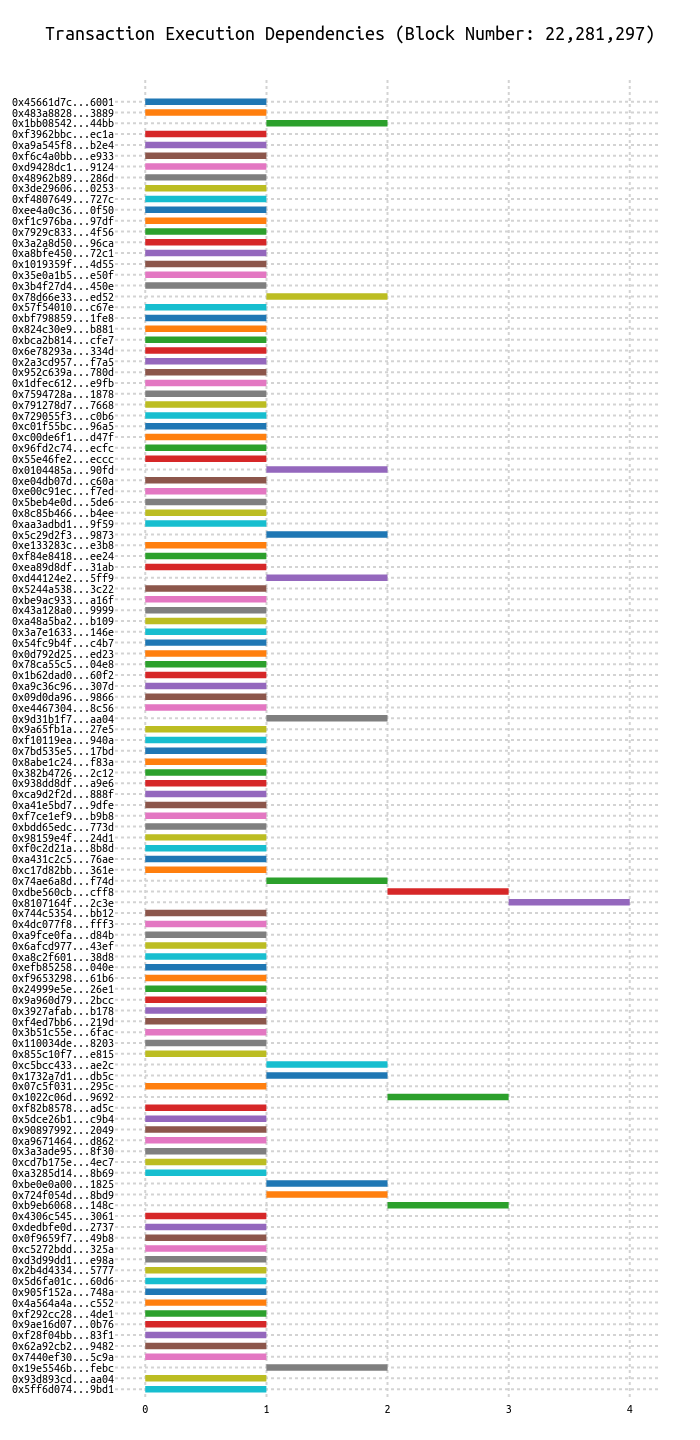 Transaction Execution Dependencies (Block Number: 22,281,297)
0x45661d7c...6001
0x483a8828...3889
0x1bb08542...44bb
0xf3962bbc...ec1a
0xa9a545f8...b2e4
0xf6c4a0bb...e933
0xd9428dc1...9124
0x48962b89...286d
0x3de29606...0253
0xf4807649...727c
0xee4a0c36...0f50
0xf1c976ba...97df
0x7929c833...4f56
0x3a2a8d50...96ca
0xa8bfe450...72c1
0x1019359f...4d55
0x35e0a1b5...e50f
0x3b4f27d4...450e
0x78d66e33...ed52
0x57f54010...c67e
0xbf798859...1fe8
0x824c30e9...b881
0xbca2b814...cfe7
0x6e78293a...334d
0x2a3cd957...f7a5
0x952c639a...780d
0x1dfec612...e9fb
0x7594728a...1878
0x791278d7...7668
0x729055f3...c0b6
0xc01f55bc...96a5
0xc00de6f1...d47f
0x96fd2c74...ecfc
0x55e46fe2...eccc
0x0104485a...90fd
0xe04db07d...c60a
0xe00c91ec...f7ed
0x5beb4e0d...5de6
0x8c85b466...b4ee
0xaa3adbd1...9f59
0x5c29d2f3...9873
0xe133283c...e3b8
0xf84e8418...ee24
0xea89d8df...31ab
0xd44124e2...5ff9
0x5244a538...3c22
0xbe9ac933...a16f
0x43a128a0...9999
0xa48a5ba2...b109
0x3a7e1633...146e
0x54fc9b4f...c4b7
0x0d792d25...ed23
0x78ca55c5...04e8
0x1b62dad0...60f2
0xa9c36c96...307d
0x09d0da96...9866
0xe4467304...8c56
0x9d31b1f7...aa04
0x9a65fb1a...27e5
0xf10119ea...940a
0x7bd535e5...17bd
0x8abe1c24...f83a
0x382b4726...2c12
0x938dd8df...a9e6
0xca9d2f2d...888f
0xa41e5bd7...9dfe
0xf7ce1ef9...b9b8
0xbdd65edc...773d
0x98159e4f...24d1
0xf0c2d21a...8b8d
0xa431c2c5...76ae
0xc17d82bb...361e
0x74ae6a8d...f74d
0xdbe560cb...cff8
0x8107164f...2c3e
0x744c5354...bb12
0x4dc077f8...fff3
0xa9fce0fa...d84b
0x6afcd977...43ef
0xa8c2f601...38d8
0xefb85258...040e
0xf9653298...61b6
0x24999e5e...26e1
0x9a960d79...2bcc
0x3927afab...b178
0xf4ed7bb6...219d
0x3b51c55e...6fac
0x110034de...8203
0x855c10f7...e815
0xc5bcc433...ae2c
0x1732a7d1...db5c
0x07c5f031...295c
0x1022c06d...9692
0xf82b8578...ad5c
0x5dce26b1...c9b4
0x90897992...2049
0xa9671464...d862
0x3a3ade95...8f30
0xcd7b175e...4ec7
0xa3285d14...8b69
0xbe0e0a00...1825
0x724f054d...8bd9
0xb9eb6068...148c
0x4306c545...3061
0xdedbfe0d...2737
0x0f9659f7...49b8
0xc5272bdd...325a
0xd3d99dd1...e98a
0x2b4d4334...5777
0x5d6fa01c...60d6
0x905f152a...748a
0x4a564a4a...c552
0xf292cc28...4de1
0x9ae16d07...0b76
0xf28f04bb...83f1
0x62a92cb2...9482
0x7440ef30...5c9a
0x19e5546b...febc
0x93d893cd...aa04
0x5ff6d074...9bd1
0 1 2 3 4